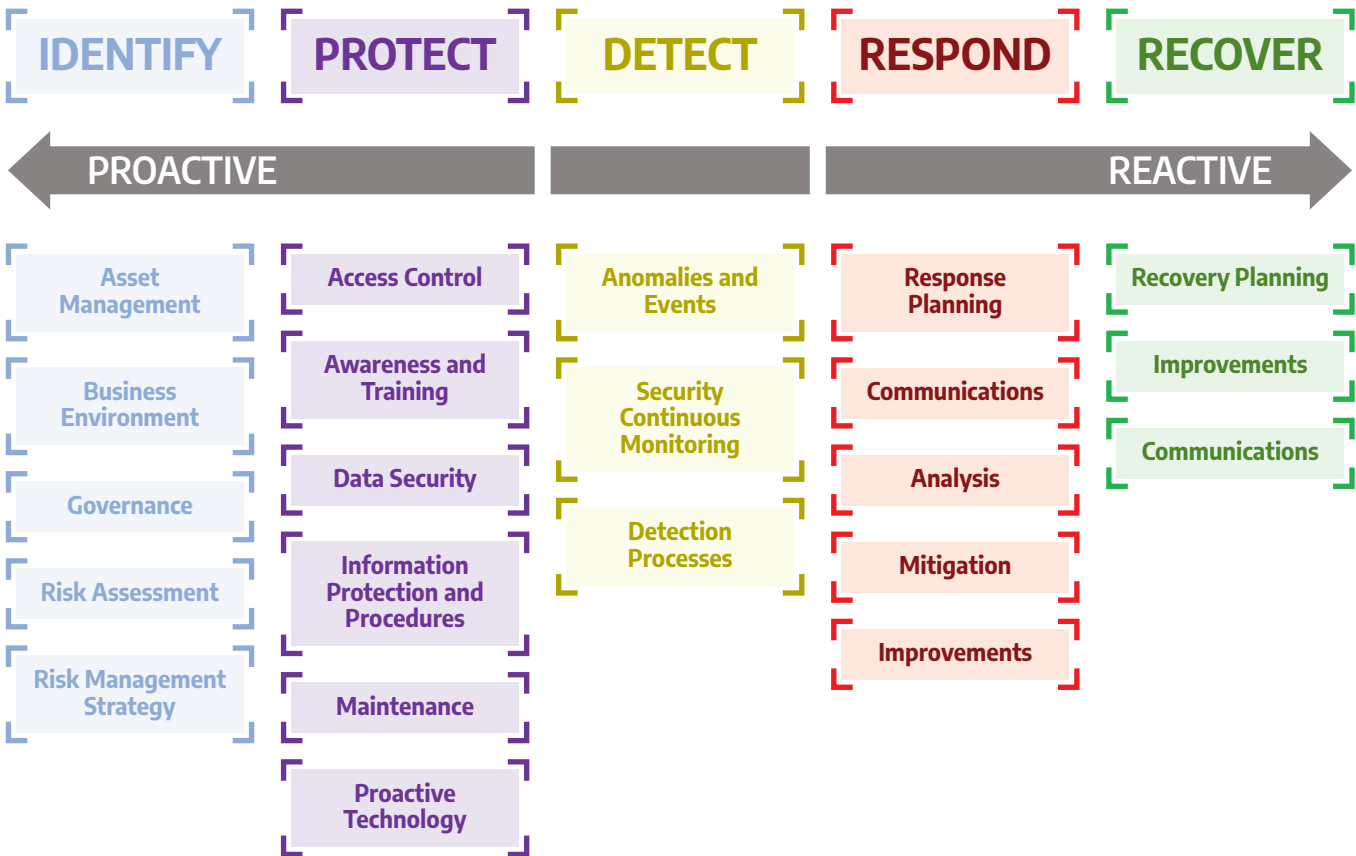 IDENTIFY
PROTECT
DETECT
RESPOND
RECOVER
PROACTIVE
REACTIVE
Asset
Management
Business
Environment
Governance
Risk Assessment
Risk Management
Strategy
Access Control
Awareness and
Training
Data Security
Information
Protection and
Procedures
Maintenance
Proactive
Technology
Anomalies and
Events
Security
Continuous
Monitoring
Detection
Processes
Response
Planning
Communications
Analysis
Mitigation
Improvements
Recovery Planning
Improvements
Communications